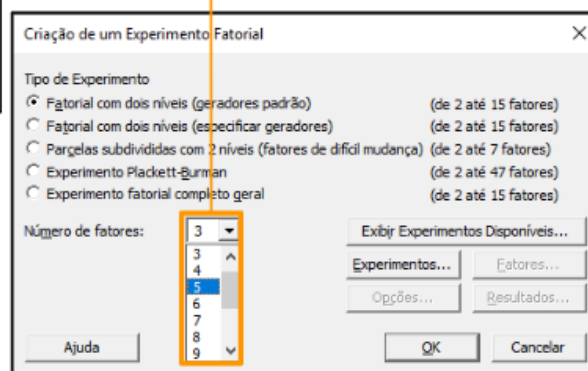 Criação de um Experimento Fatorial
Tipo de Experimento
Fatorial com dois níveis (geradores padrão) (de 2 até 15 fatores)
Fatorial com dois níveis (especificar geradores) (de 2 até 15 fatores)
Parcelas subdivididas com 2 níveis (fatores de difícil mudança) (de 2 até 7 fatores)
Experimento Plackett-Burman (de 2 até 47 fatores)
Experimento fatorial completo geral (de 2 até 15 fatores)
Número de fatores: 3 Exibir Experimentos Disponíveis...
3
4
5
6
7
8
9
Experimentos... Fatores...
Opções... Resultados...
Ajuda OK Cancelar